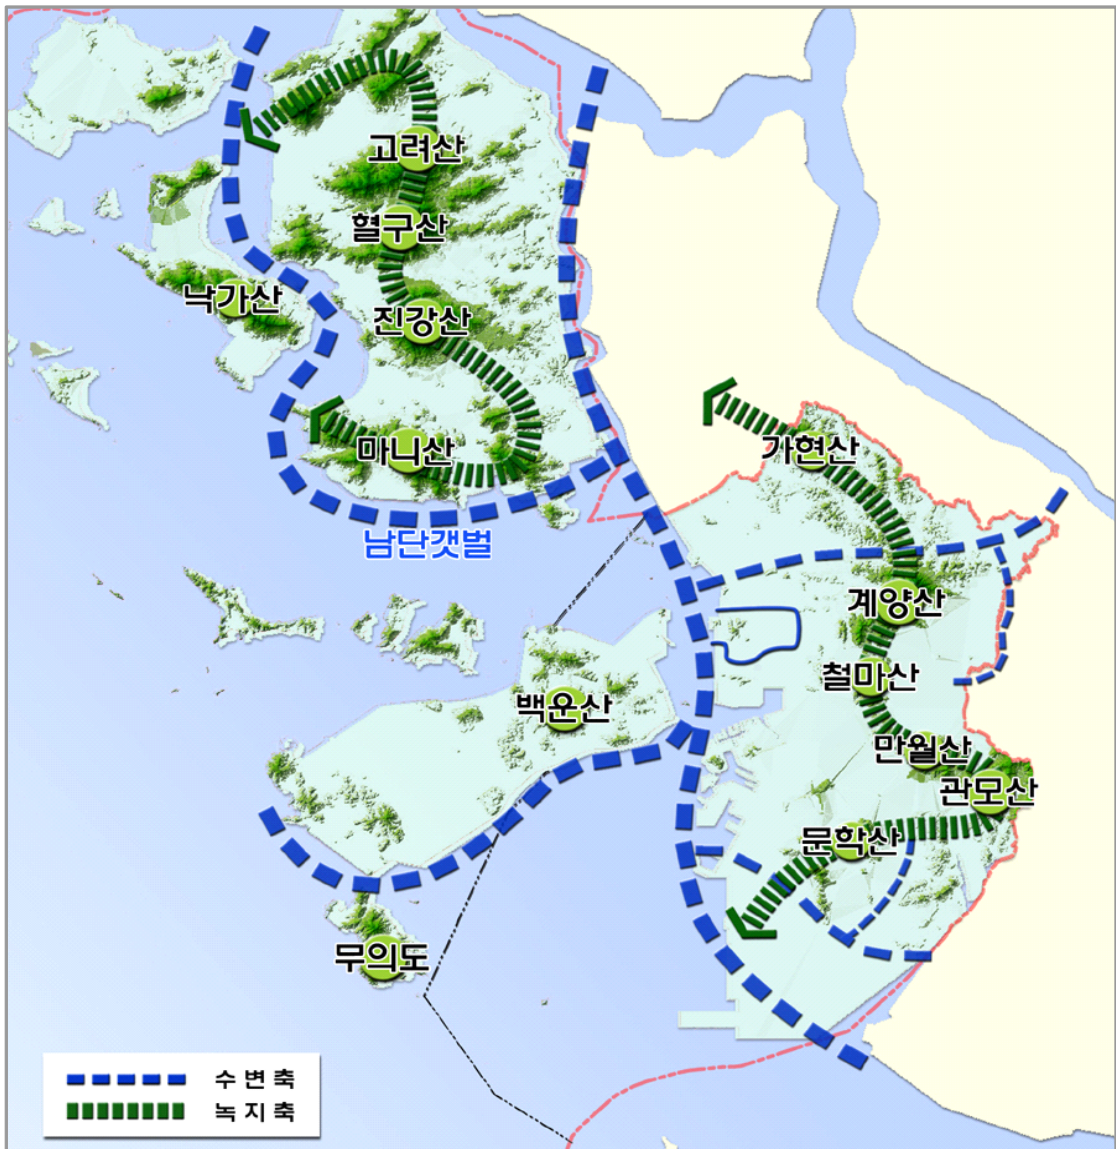 고려산
혈구산
낙가산
진강산
마니산
남단갯벌
가현산
계양산
철마산
백운산
만월산
관모산
문학산
무의도
수 변 축
녹 지 축